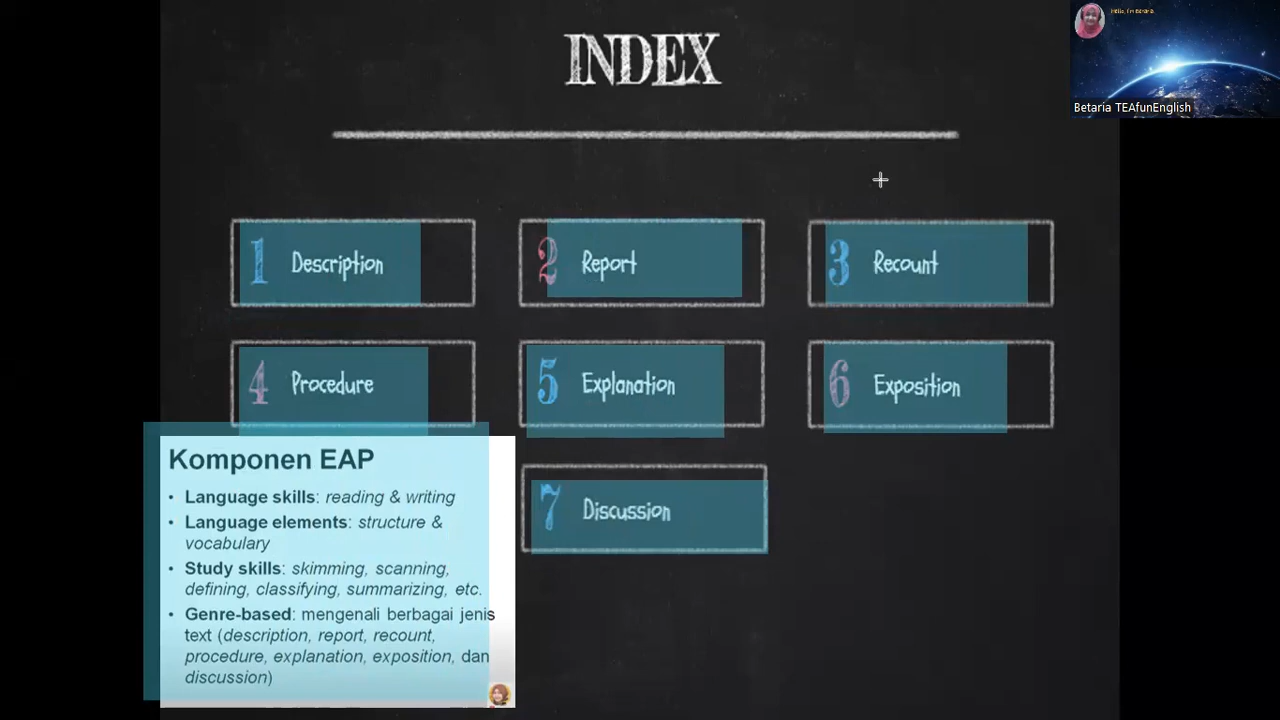 INDEX
Hello, I'm Betaria.
Betaria TEAfunEnglish
1 Description
2 Report
3 Recount
4 Procedure
5 Explanation
6 Exposition
7 Discussion
Komponen EAP
• Language skills: reading & writing
• Language elements: structure &
vocabulary
• Study skills: skimming, scanning,
defining, classifying, summarizing, etc.
• Genre-based: mengenali berbagai jenis
text (description, report, recount,
procedure, explanation, exposition, dan
discussion)